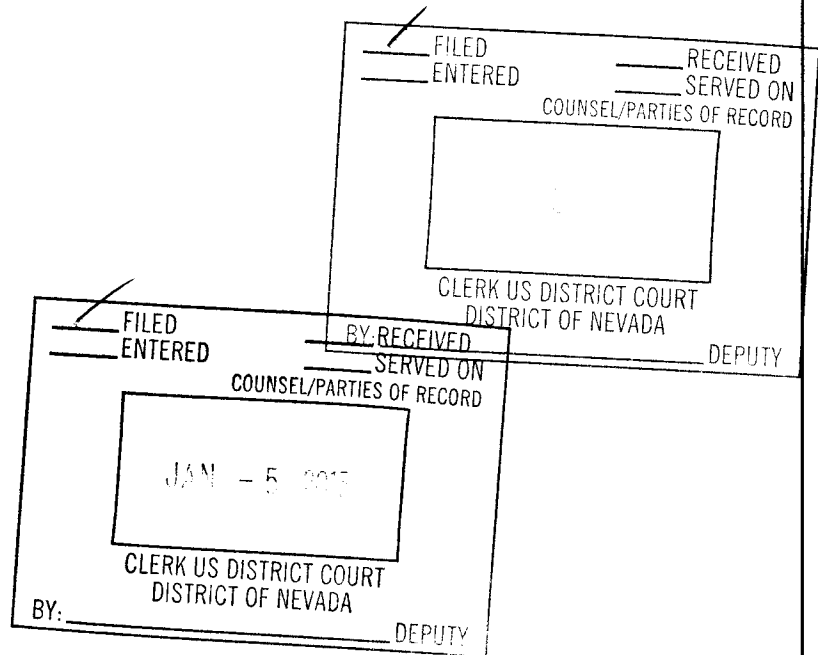 FILED RECEIVED
ENTERED SERVED ON
COUNSEL/PARTIES OF RECORD
CLERK US DISTRICT COURT
DISTRICT OF NEVADA
BY: DEPUTY
FILED RECEIVED
ENTERED SERVED ON
COUNSEL/PARTIES OF RECORD
JAN - 5
CLERK US DISTRICT COURT
DISTRICT OF NEVADA
BY: DEPUTY